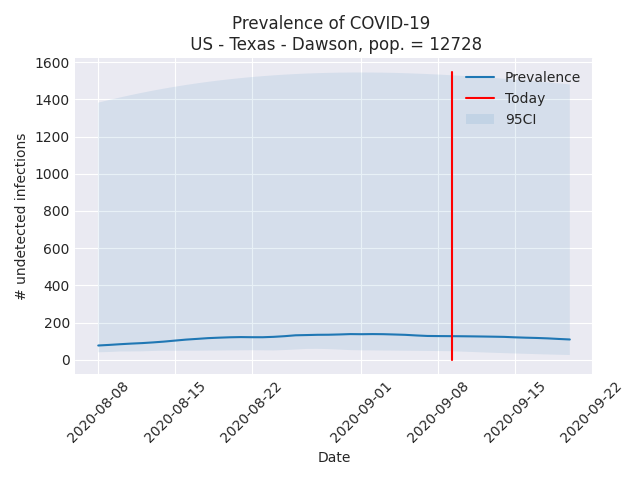 Prevalence of COVID-19
US - Texas - Dawson, pop. = 12728
1600
1400
1200
1000
800
600
400
200
0
# undetected infections
Prevalence
Today
95CI
2020-08-08
2020-08-15
2020-08-22
2020-09-01
2020-09-08
2020-09-15
2020-09-22
Date